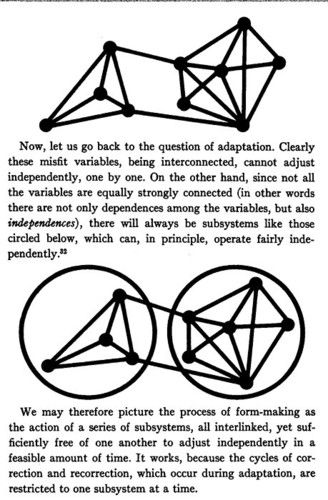 Now, let us go back to the question of adaptation. Clearly
these misfit variables, being interconnected, cannot adjust
independently, one by one. On the other hand, since not all
the variables are equally strongly connected (in other words
there are not only dependences among the variables, but also
independences), there will always be subsystems like those
circled below, which can, in principle, operate fairly inde-
pendently.³²
We may therefore picture the process of form-making as
the action of a series of subsystems, all interlinked, yet suf-
ficiently free of one another to adjust independently in a
feasible amount of time. It works, because the cycles of cor-
rection and recorrection, which occur during adaptation, are
restricted to one subsystem at a time.